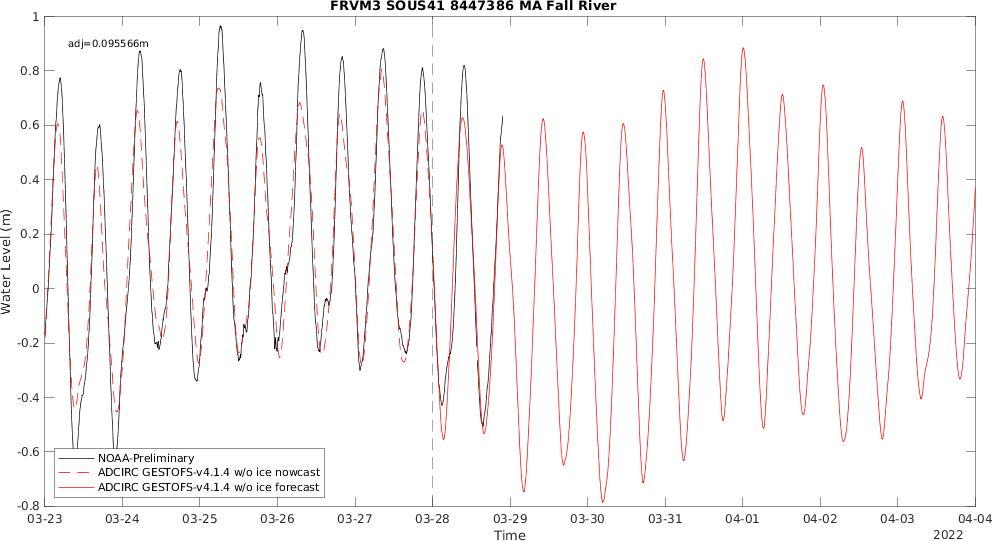 FRVM3 SOUS41 8447386 MA Fall River
adj=0.095566m
1
0.8
0.6
0.4
0.2
0
-0.2
-0.4
-0.6
-0.8
Water Level (m)
NOAA-Preliminary
ADCIRC GESTOFS-v4.1.4 w/o ice nowcast
ADCIRC GESTOFS-v4.1.4 w/o ice forecast
03-23 03-24 03-25 03-26 03-27 03-28 03-29 03-30 03-31 04-01 04-02 04-03 04-04
Time
2022